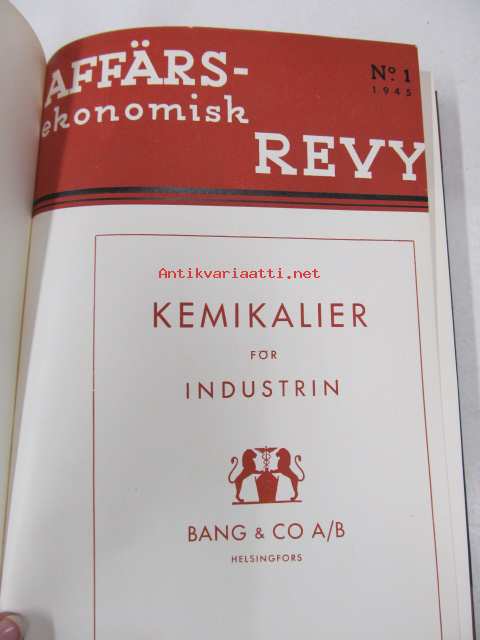 AFFÄRS-
ekonomisk
REVY
No. 1
1945
Antikvariaatti.net
KEMIKALIER
FÖR
INDUSTRIN
BANG & CO A/B
HELSINGFORS